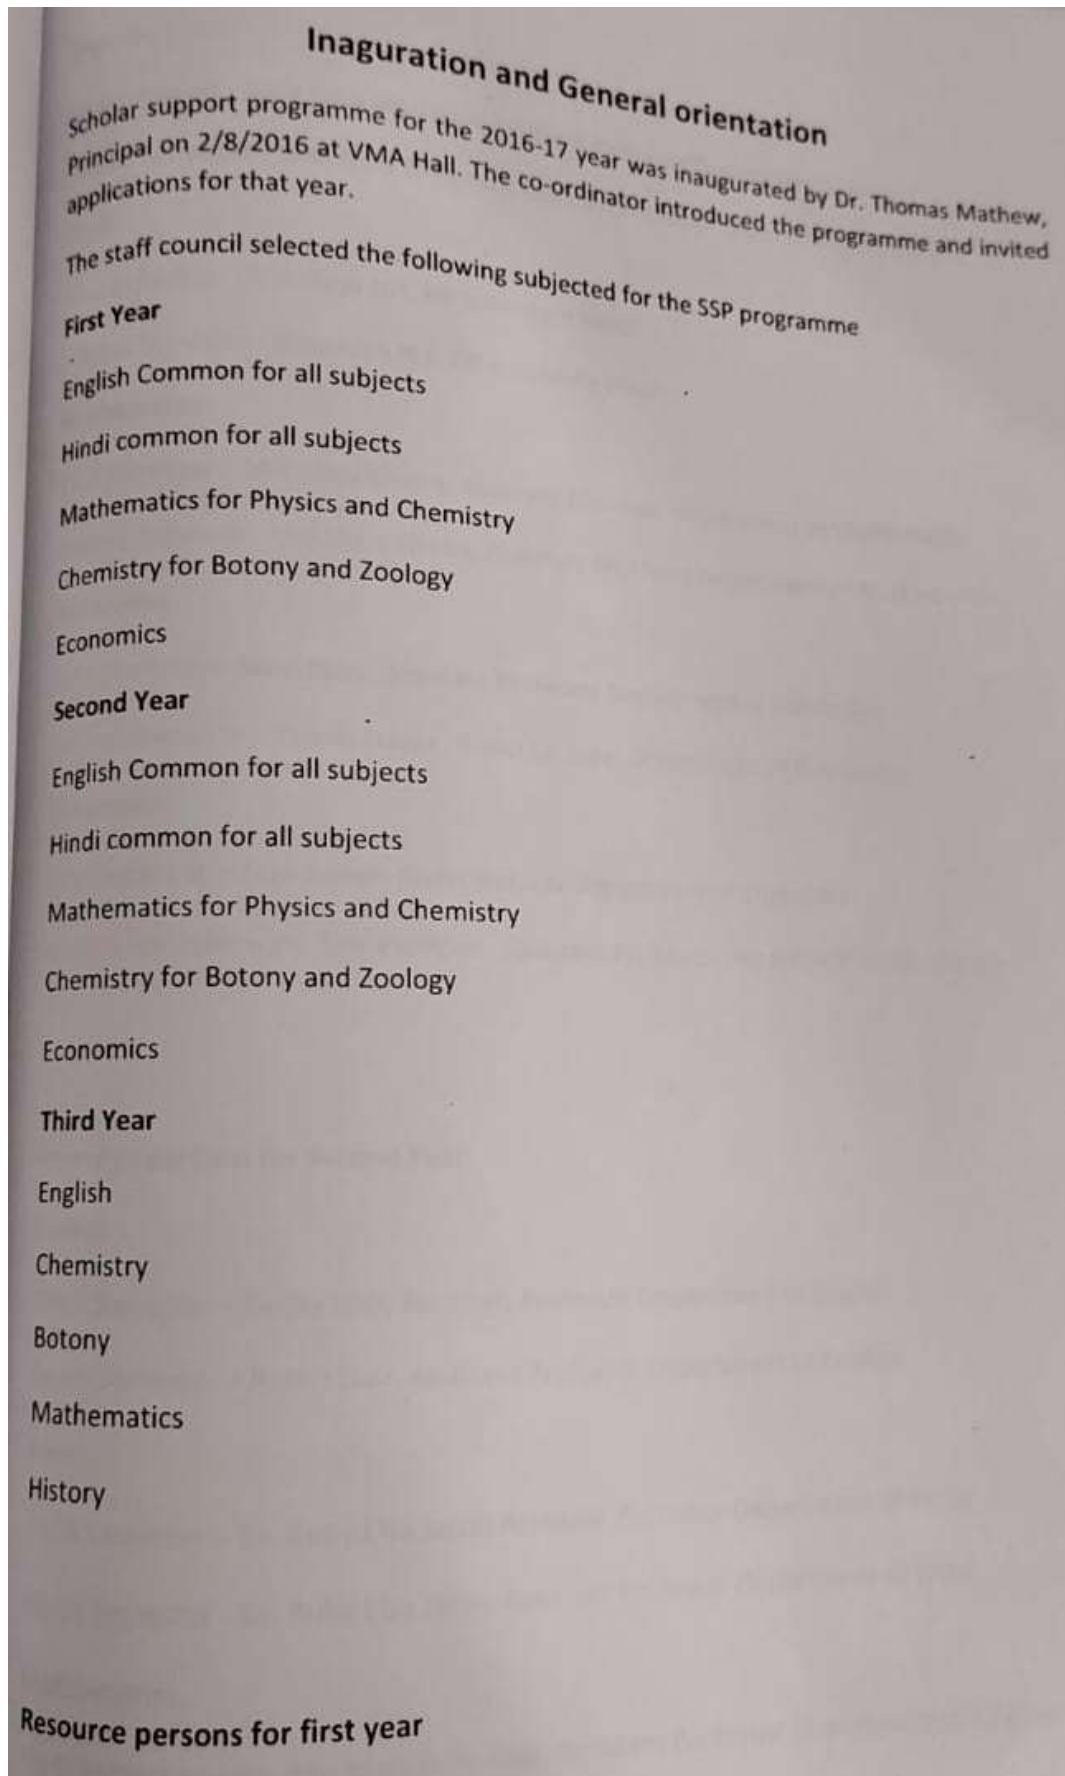 Inaguration and General orientation
Scholar support programme for the 2016-17 year was inaugurated by Dr. Thomas Mathew,
Principal on 2/8/2016 at VMA Hall. The co-ordinator introduced the programme and invited
applications for that year.
The staff council selected the following subjected for the SSP programme
First Year
English Common for all subjects
Hindi common for all subjects
Mathematics for Physics and Chemistry
Chemistry for Botony and Zoology
Economics
Second Year
English Common for all subjects
Hindi common for all subjects
Mathematics for Physics and Chemistry
Chemistry for Botony and Zoology
Economics
Third Year
English
Chemistry
Botony
Mathematics
History
Resource persons for first year